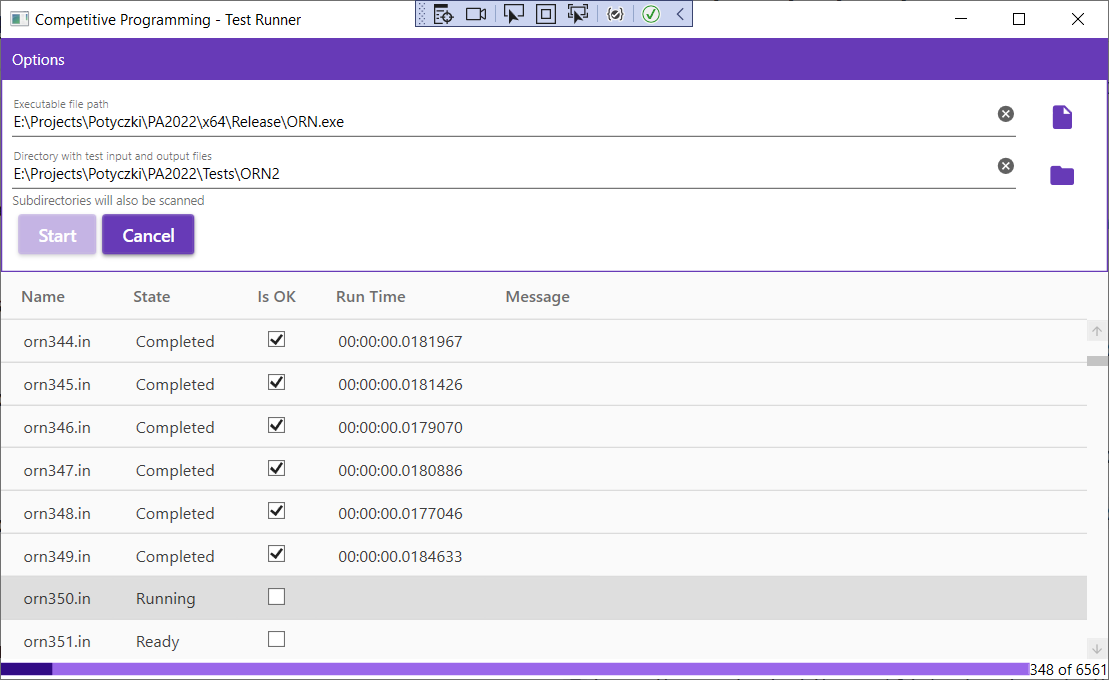 Competitive Programming - Test Runner
Options
Executable file path
E:\Projects\Potyczki\PA2022\x64\Release\ORN.exe
Directory with test input and output files
E:\Projects\Potyczki\PA2022\Tests\ORN2
Subdirectories will also be scanned
Start Cancel
Name State Is OK Run Time Message
orn344.in Completed 00:00:00.0181967
orn345.in Completed 00:00:00.0181426
orn346.in Completed 00:00:00.0179070
orn347.in Completed 00:00:00.0180886
orn348.in Completed 00:00:00.0177046
orn349.in Completed 00:00:00.0184633
orn350.in Running
orn351.in Ready
348 of 6561